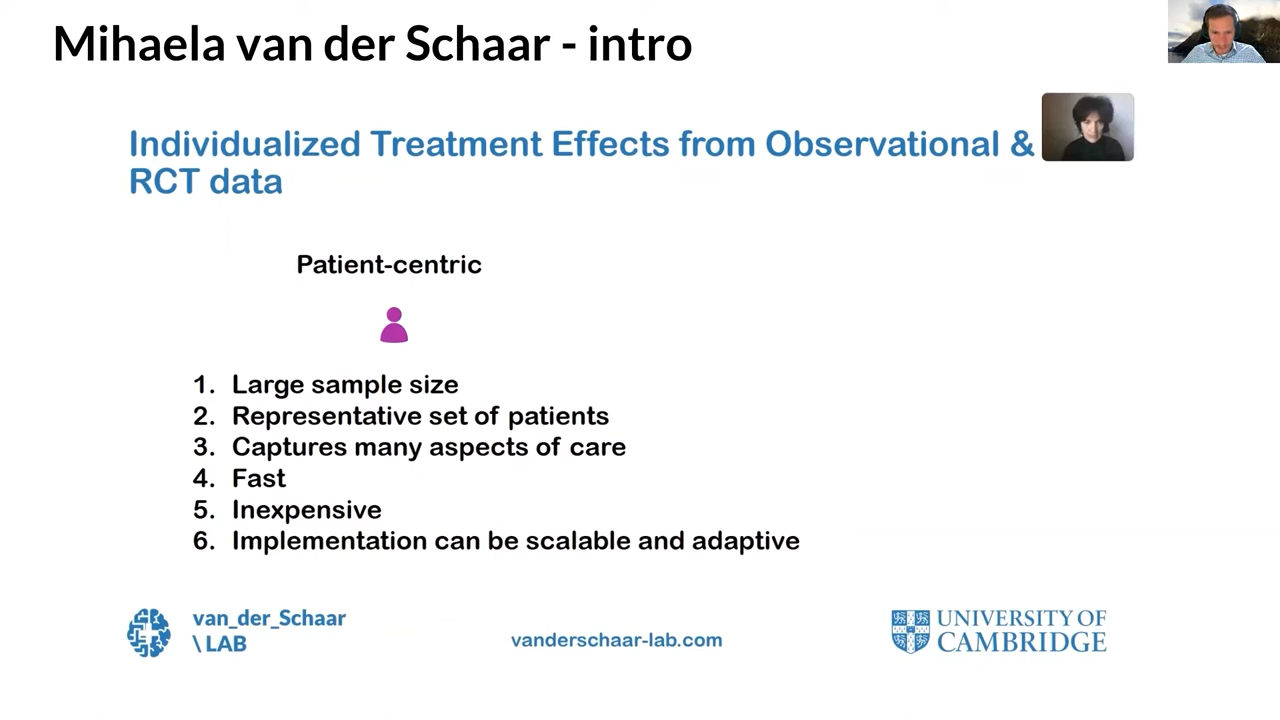 Mihaela van der Schaar - intro
Individualized Treatment Effects from Observational &
RCT data
Patient-centric
1. Large sample size
2. Representative set of patients
3. Captures many aspects of care
4. Fast
5. Inexpensive
6. Implementation can be scalable and adaptive
van_der_Schaar
\ LAB
vanderschaar-lab.com
UNIVERSITY OF
CAMBRIDGE